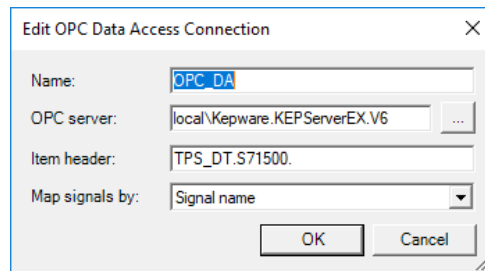 Edit OPC Data Access Connection
Name: OPC_DA
OPC server: local\Kepware.KEPServerEX.V6 ...
Item header: TPS_DT.S71500.
Map signals by: Signal name
OK Cancel